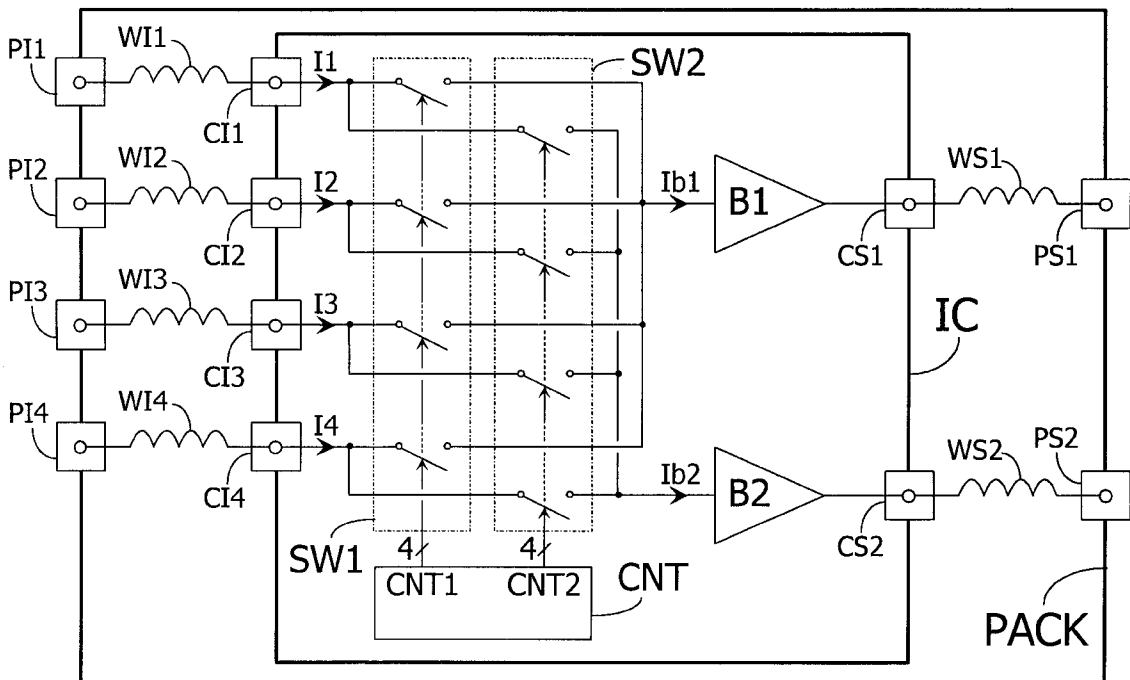 PI1
WI1
CI1
I1
SW2
PI2
WI2
CI2
I2
Ib1
B1
CS1
WS1
PS1
PI3
WI3
CI3
I3
IC
PI4
WI4
CI4
I4
Ib2
B2
CS2
WS2
PS2
SW1
4
4
CNT1
CNT2
CNT
PACK